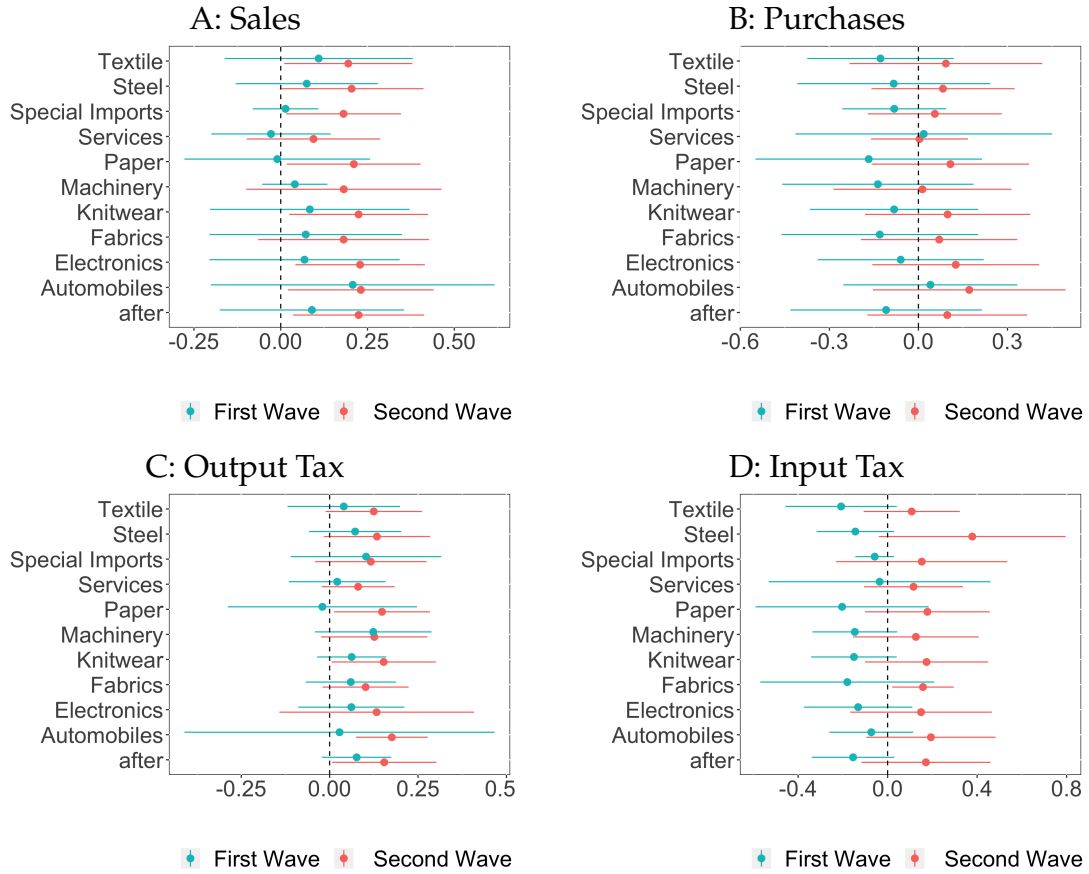 A: Sales
Textile
Steel
Special Imports
Services
Paper
Machinery
Knitwear
Fabrics
Electronics
Automobiles
after
-0.25 0.00 0.25 0.50
First Wave Second Wave
B: Purchases
Textile
Steel
Special Imports
Services
Paper
Machinery
Knitwear
Fabrics
Electronics
Automobiles
after
-0.6 -0.3 0.0 0.3
First Wave Second Wave
C: Output Tax
Textile
Steel
Special Imports
Services
Paper
Machinery
Knitwear
Fabrics
Electronics
Automobiles
after
-0.25 0.00 0.25 0.5
First Wave Second Wave
D: Input Tax
Textile
Steel
Special Imports
Services
Paper
Machinery
Knitwear
Fabrics
Electronics
Automobiles
after
-0.4 0.0 0.4 0.8
First Wave Second Wave